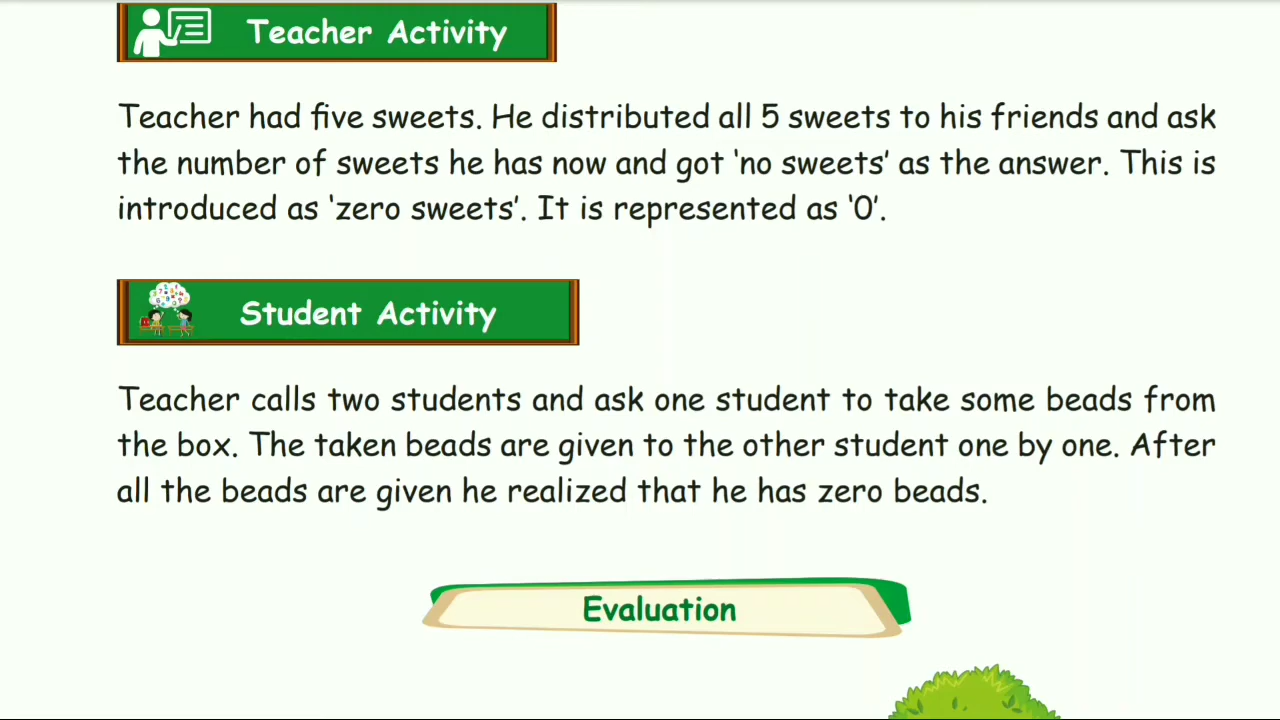 Teacher Activity
Teacher had five sweets. He distributed all 5 sweets to his friends and ask
the number of sweets he has now and got ‘no sweets’ as the answer. This is
introduced as ‘zero sweets’. It is represented as ‘0’.
Student Activity
Teacher calls two students and ask one student to take some beads from
the box. The taken beads are given to the other student one by one. After
all the beads are given he realized that he has zero beads.
Evaluation